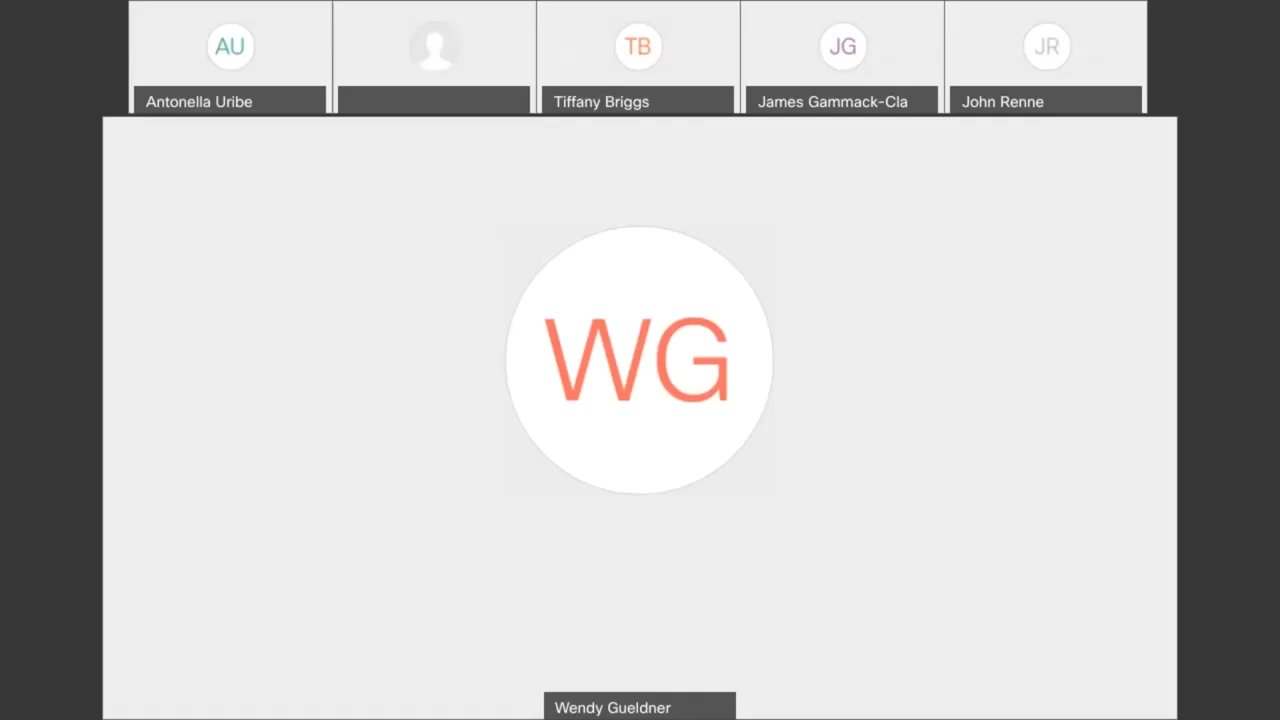 AU
TB
JG
JR
Antonella Uribe
Tiffany Briggs
James Gammack-Cla
John Renne
WG
Wendy Gueldner